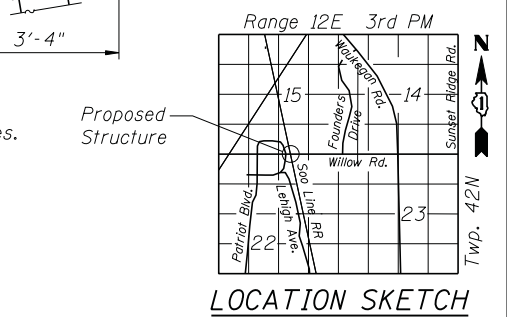 3'-4"
es.
Range 12E 3rd PM
N
1
15
14
Waukegan Rd.
Sunset Ridge Rd.
Founders
Drive
Proposed
Structure
Willow Rd.
Soo Line RR
Lehigh Ave.
Patriot Blvd.
22
23
Twp. 42N
LOCATION SKETCH